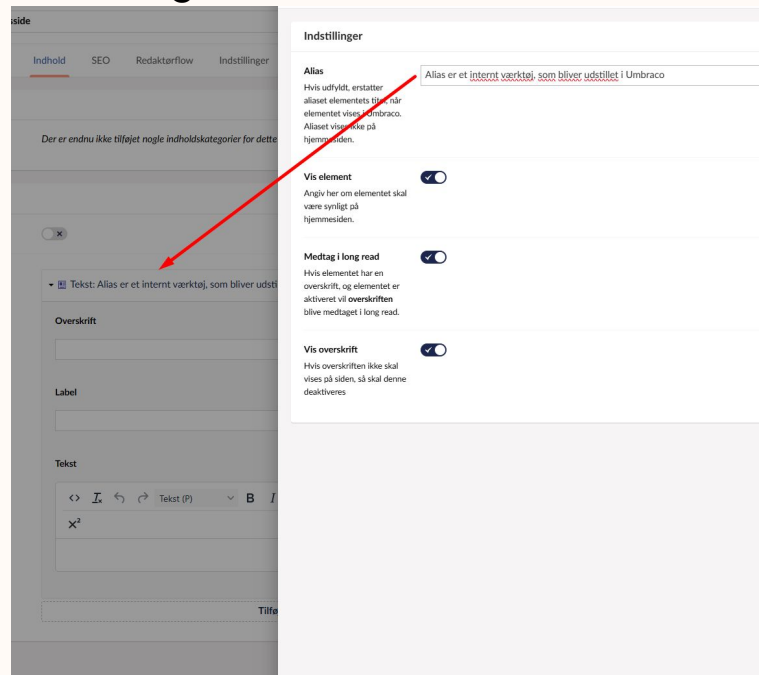 sside
Indhold SEO Redaktørflow Indstillinger
Der er endnu ikke tilføjet nogle indholdskategorier for dette
Tekst: Alias er et internt værktøj, som bliver udsti
Overskrift
Label
Tekst
Tekst (P) B I
X²
Tilfø
Indstillinger
Alias
Hvis udfyldt, erstatter
aliaset elementets titel, når
elementet vises i Umbraco.
Aliaset vises ikke på
hjemmesiden.
Alias er et internt værktøj, som bliver udstillet i Umbraco
Vis element
Angiv her om elementet skal
være synligt på
hjemmesiden.
Medtag i long read
Hvis elementet har en
overskrift, og elementet er
aktiveret vil overskriften
blive medtaget i long read.
Vis overskrift
Hvis overskriften ikke skal
vises på siden, så skal denne
deaktiveres